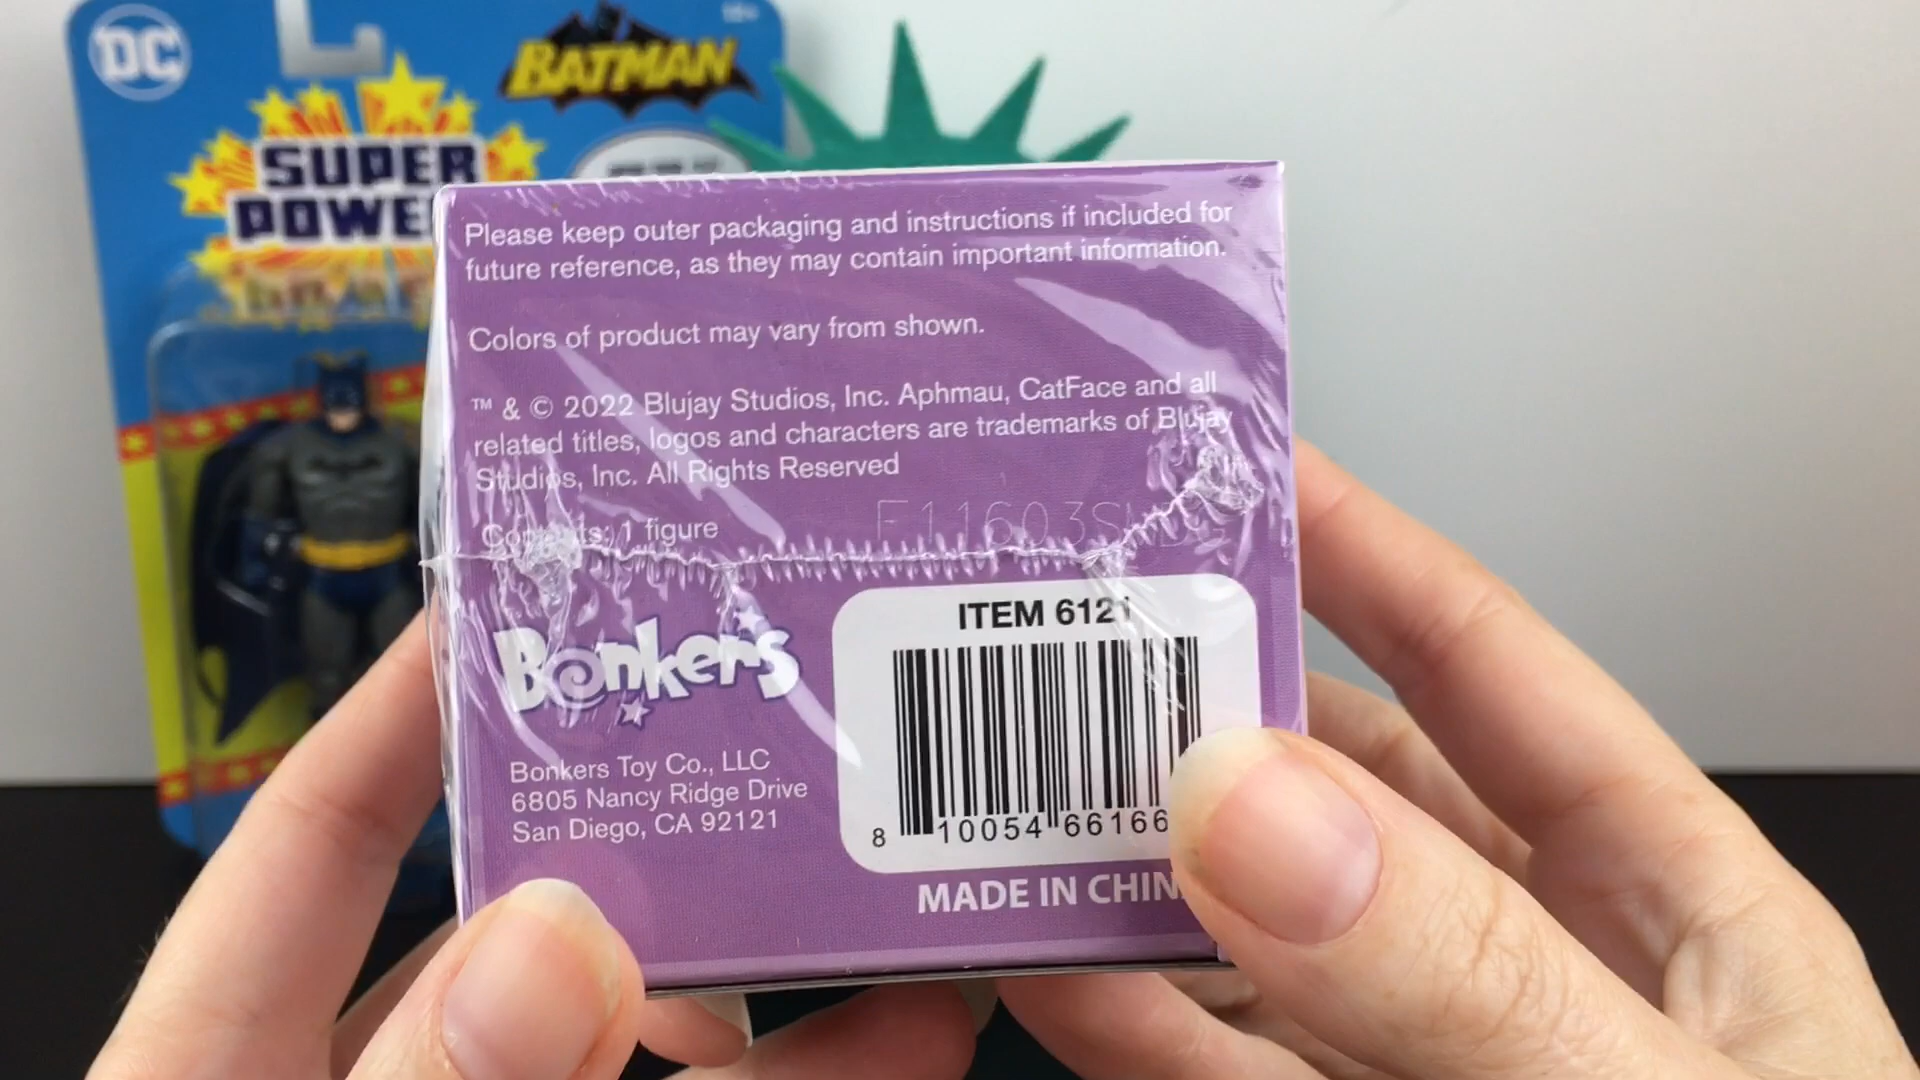 DC
BATMAN
SUPER
POWE
Please keep outer packaging and instructions if included for
future reference, as they may contain important information.
Colors of product may vary from shown.
™ & © 2022 Blujay Studios, Inc. Aphmau, CatFace and all
related titles, logos and characters are trademarks of Blujay
Studios, Inc. All Rights Reserved
Contents: 1 figure
Bonkers
Bonkers Toy Co., LLC
6805 Nancy Ridge Drive
San Diego, CA 92121
ITEM 6121
8 10054 66166
MADE IN CHIN